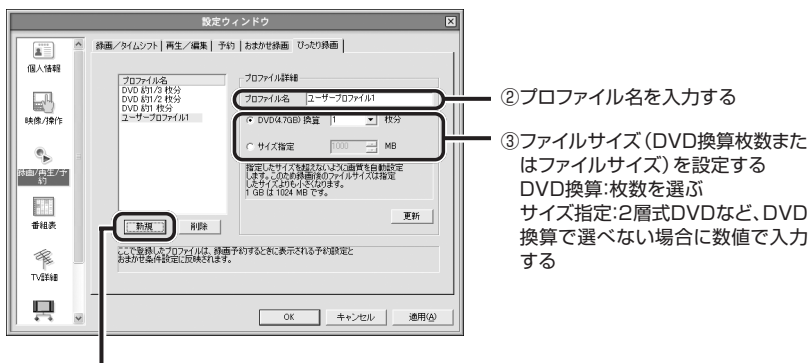 設定ウィンドウ
録画/タイムシフト 再生/編集 予約 おまかせ録画 ぴったり録画
個人情報
映像/操作
録画/再生/予約
番組表
TV詳細
プロファイル名
DVD 約1/3 枚分
DVD 約1/2 枚分
DVD 約1 枚分
ユーザープロファイル1
新規 削除
プロファイル詳細
プロファイル名 ユーザープロファイル1
DVD(4.7GB) 換算 1 枚分
サイズ指定 1000 MB
指定したサイズを超えないように画質を自動設定
します。このため録画後のファイルサイズは指定
したサイズよりも小さくなります。
1 GB は 1024 MB です。
更新
ここで登録したプロファイルは、録画予約するときに表示される予約設定と
おまかせ条件設定に反映されます。
OK キャンセル 適用(A)
②プロファイル名を入力する
③ファイルサイズ(DVD換算枚数また
はファイルサイズ)を設定する
DVD換算:枚数を選ぶ
サイズ指定:2層式DVDなど、DVD
換算で選べない場合に数値で入力
する